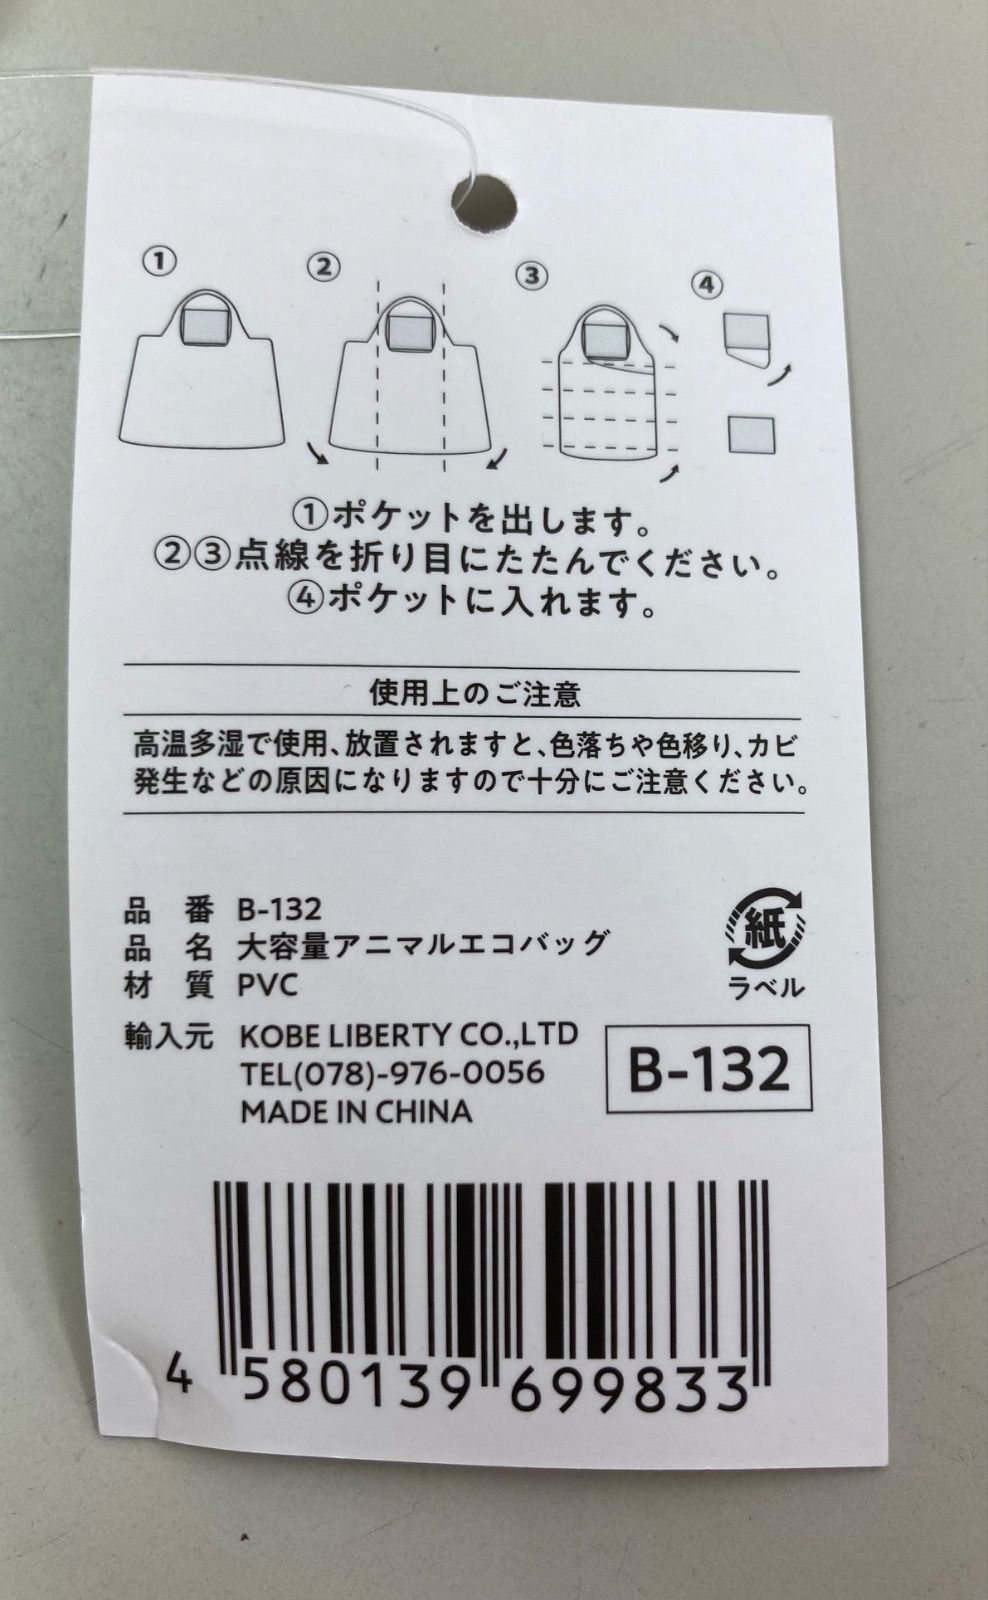 ① ② ③ ④
①ポケットを出します。
②③点線を折り目にたたんでください。
④ポケットに入れます。
使用上のご注意
高温多湿で使用、放置されますと、色落ちや色移り、カビ
発生などの原因になりますので十分にご注意ください。
品 番 B-132
品 名 大容量アニマルエコバッグ
材 質 PVC
紙
ラベル
輸入元 KOBE LIBERTY CO.,LTD
TEL(078)-976-0056
MADE IN CHINA
B-132
4 580139 699833